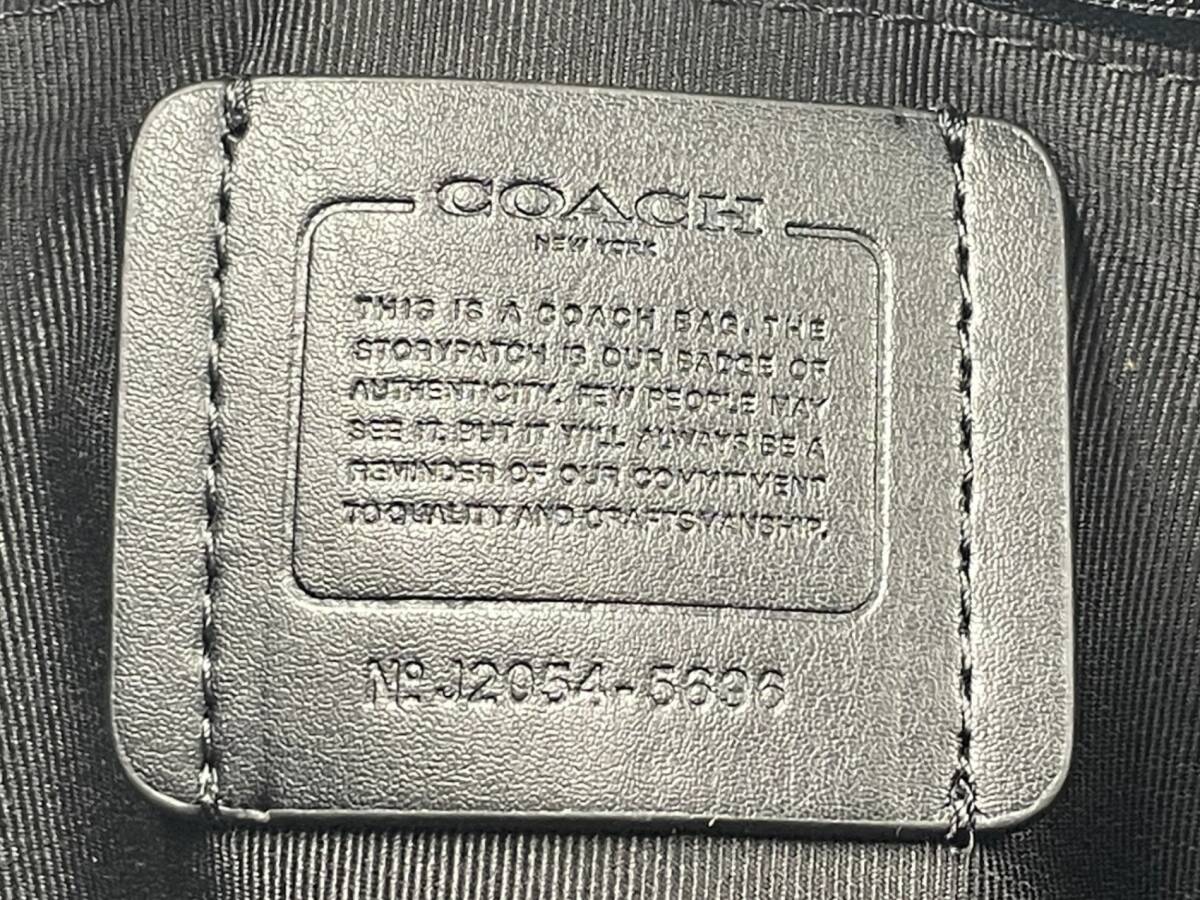 COACH
NEW YORK
THIS IS A COACH BAG. THE
STORYPATCH IS OUR BADGE OF
AUTHENTICITY. FEW PEOPLE MAY
SEE IT. BUT IT WILL ALWAYS BE A
REMINDER OF OUR COMMITMENT
TO QUALITY AND CRAFTSMANSHIP.
Nº J2054-5696